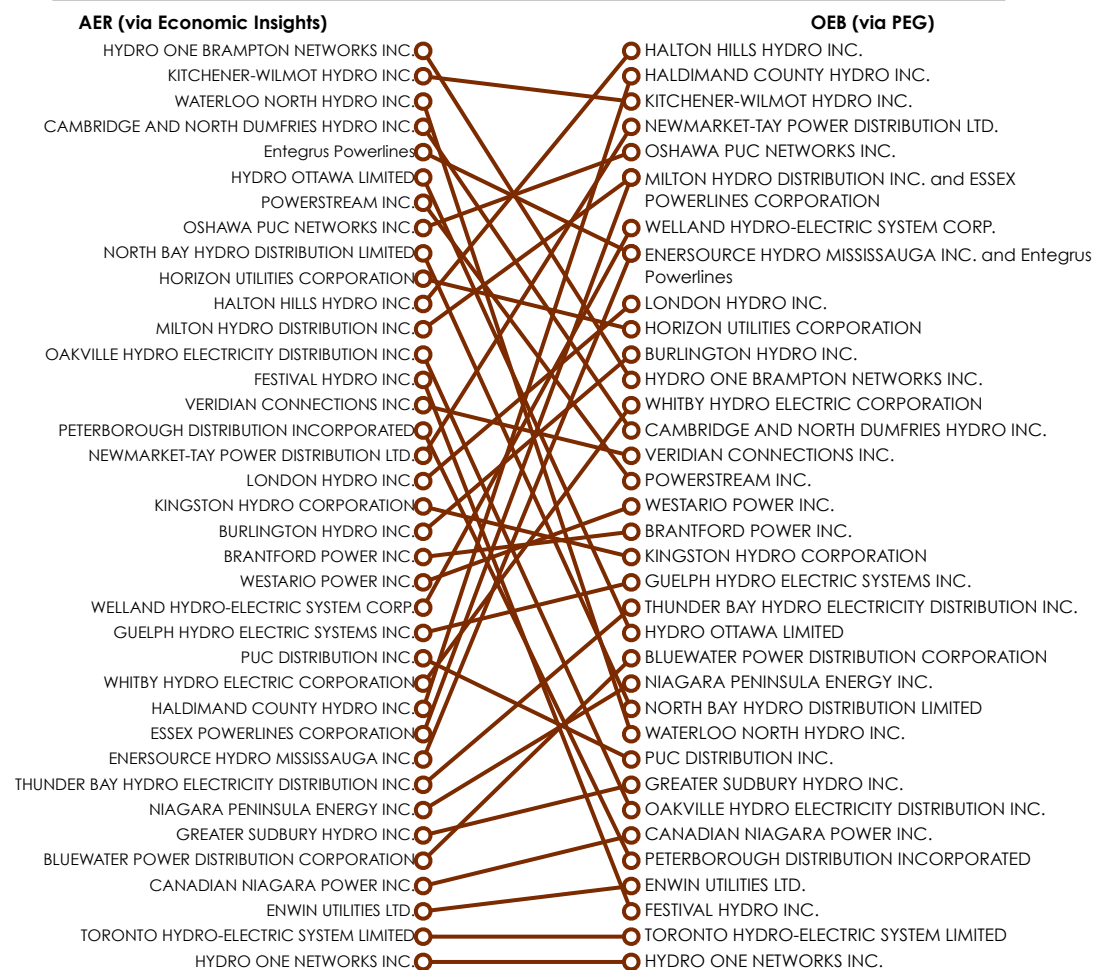 AER (via Economic Insights)
HYDRO ONE BRAMPTON NETWORKS INC.
KITCHENER-WILMOT HYDRO INC.
WATERLOO NORTH HYDRO INC.
CAMBRIDGE AND NORTH DUMFRIES HYDRO INC.
Entegrus Powerlines
HYDRO OTTAWA LIMITED
POWERSTREAM INC.
OSHAWA PUC NETWORKS INC.
NORTH BAY HYDRO DISTRIBUTION LIMITED
HORIZON UTILITIES CORPORATION
HALTON HILLS HYDRO INC.
MILTON HYDRO DISTRIBUTION INC.
OAKVILLE HYDRO ELECTRICITY DISTRIBUTION INC.
FESTIVAL HYDRO INC.
VERIDIAN CONNECTIONS INC.
PETERBOROUGH DISTRIBUTION INCORPORATED
NEWMARKET-TAY POWER DISTRIBUTION LTD.
LONDON HYDRO INC.
KINGSTON HYDRO CORPORATION
BURLINGTON HYDRO INC.
BRANTFORD POWER INC.
WESTARIO POWER INC.
WELLAND HYDRO-ELECTRIC SYSTEM CORP.
GUELPH HYDRO ELECTRIC SYSTEMS INC.
PUC DISTRIBUTION INC.
WHITBY HYDRO ELECTRIC CORPORATION
HALDIMAND COUNTY HYDRO INC.
ESSEX POWERLINES CORPORATION
ENERSOURCE HYDRO MISSISSAUGA INC.
THUNDER BAY HYDRO ELECTRICITY DISTRIBUTION INC.
NIAGARA PENINSULA ENERGY INC.
GREATER SUDBURY HYDRO INC.
BLUEWATER POWER DISTRIBUTION CORPORATION
CANADIAN NIAGARA POWER INC.
ENWIN UTILITIES LTD.
TORONTO HYDRO-ELECTRIC SYSTEM LIMITED
HYDRO ONE NETWORKS INC.
OEB (via PEG)
HALTON HILLS HYDRO INC.
HALDIMAND COUNTY HYDRO INC.
KITCHENER-WILMOT HYDRO INC.
NEWMARKET-TAY POWER DISTRIBUTION LTD.
OSHAWA PUC NETWORKS INC.
MILTON HYDRO DISTRIBUTION INC. and ESSEX
POWERLINES CORPORATION
WELLAND HYDRO-ELECTRIC SYSTEM CORP.
ENERSOURCE HYDRO MISSISSAUGA INC. and Entegrus
Powerlines
LONDON HYDRO INC.
HORIZON UTILITIES CORPORATION
BURLINGTON HYDRO INC.
HYDRO ONE BRAMPTON NETWORKS INC.
WHITBY HYDRO ELECTRIC CORPORATION
CAMBRIDGE AND NORTH DUMFRIES HYDRO INC.
VERIDIAN CONNECTIONS INC.
POWERSTREAM INC.
WESTARIO POWER INC.
BRANTFORD POWER INC.
KINGSTON HYDRO CORPORATION
GUELPH HYDRO ELECTRIC SYSTEMS INC.
THUNDER BAY HYDRO ELECTRICITY DISTRIBUTION INC.
HYDRO OTTAWA LIMITED
BLUEWATER POWER DISTRIBUTION CORPORATION
NIAGARA PENINSULA ENERGY INC.
NORTH BAY HYDRO DISTRIBUTION LIMITED
WATERLOO NORTH HYDRO INC.
PUC DISTRIBUTION INC.
GREATER SUDBURY HYDRO INC.
OAKVILLE HYDRO ELECTRICITY DISTRIBUTION INC.
CANADIAN NIAGARA POWER INC.
PETERBOROUGH DISTRIBUTION INCORPORATED
ENWIN UTILITIES LTD.
FESTIVAL HYDRO INC.
TORONTO HYDRO-ELECTRIC SYSTEM LIMITED
HYDRO ONE NETWORKS INC.